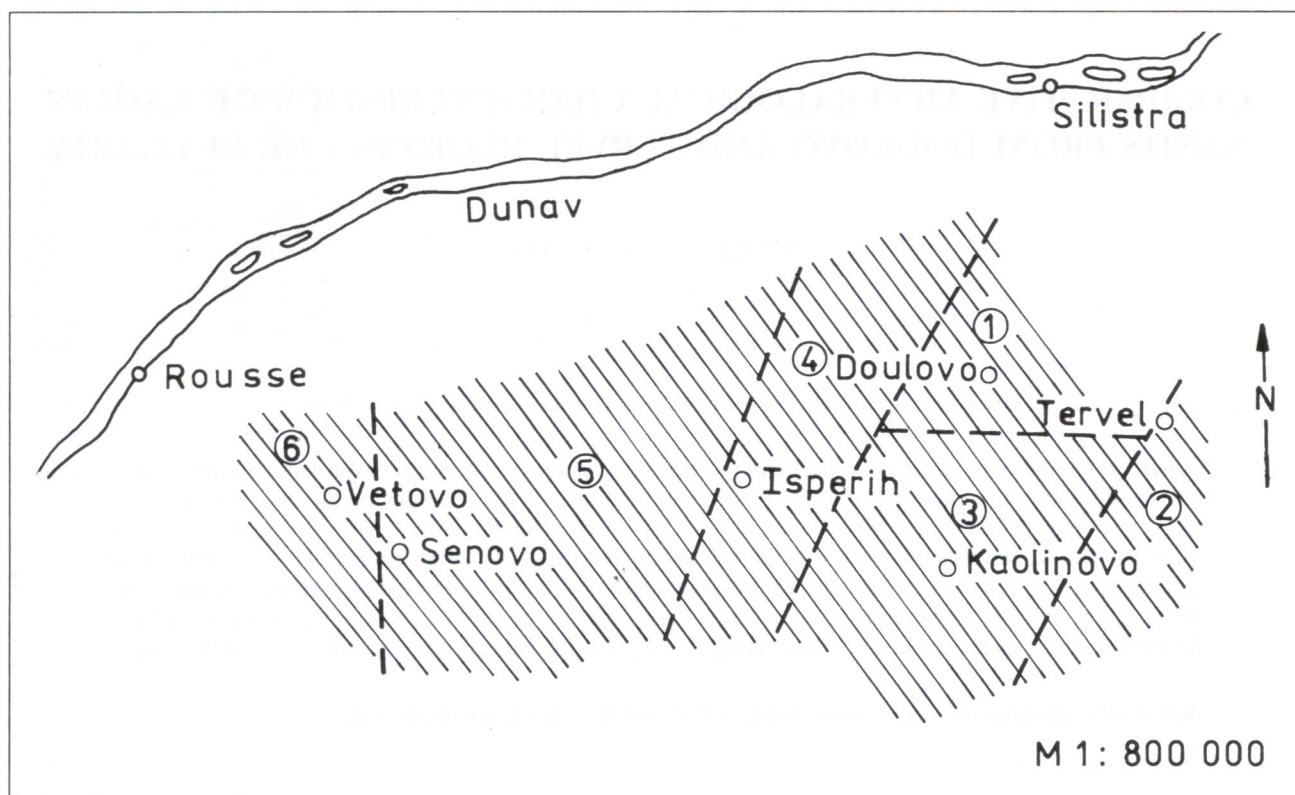 Silistra
Dunav
Rousse
①
④ Doulovo
N
Tervel
⑥
⑤
Isperih
Vetovo
③
②
Senovo
Kaolinovo
M 1: 800 000